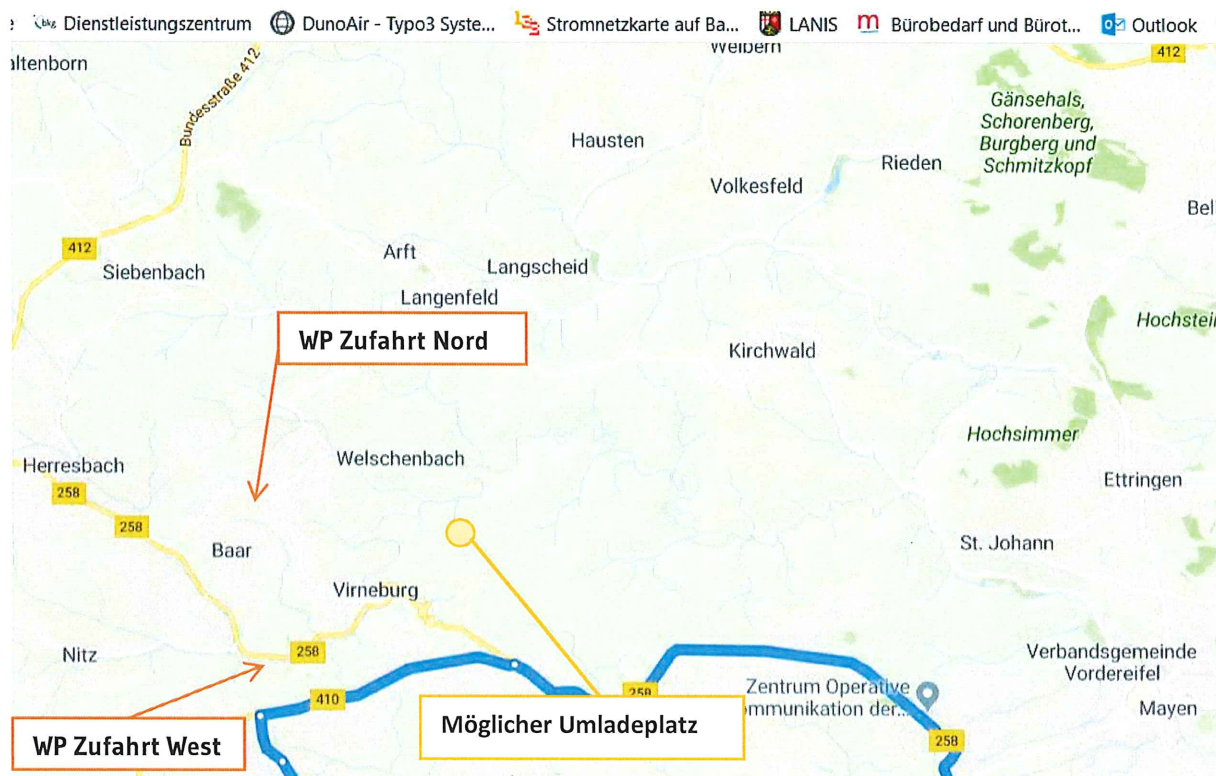 Dienstleistungszentrum
DunoAir - Typo3 Syste...
Stromnetzkarte auf Ba...
LANIS
Bürobedarf und Bürot...
Outlook
altenborn
Bundesstraße 412
Weibern
412
Gänsehals,
Schorenberg,
Burgberg und
Schmitzkopf
Hausten
Rieden
Volkesfeld
Bel
412
Siebenbach
Arft
Langscheid
Langenfeld
Hochstein
WP Zufahrt Nord
Kirchwald
Hochsimmer
Herresbach
Welschenbach
Ettringen
258
258
Baar
St. Johann
Virneburg
Nitz
258
Verbandsgemeinde
Vordereifel
410
258
Zentrum Operative
ommunikation der...
Mayen
Möglicher Umladeplatz
WP Zufahrt West
258